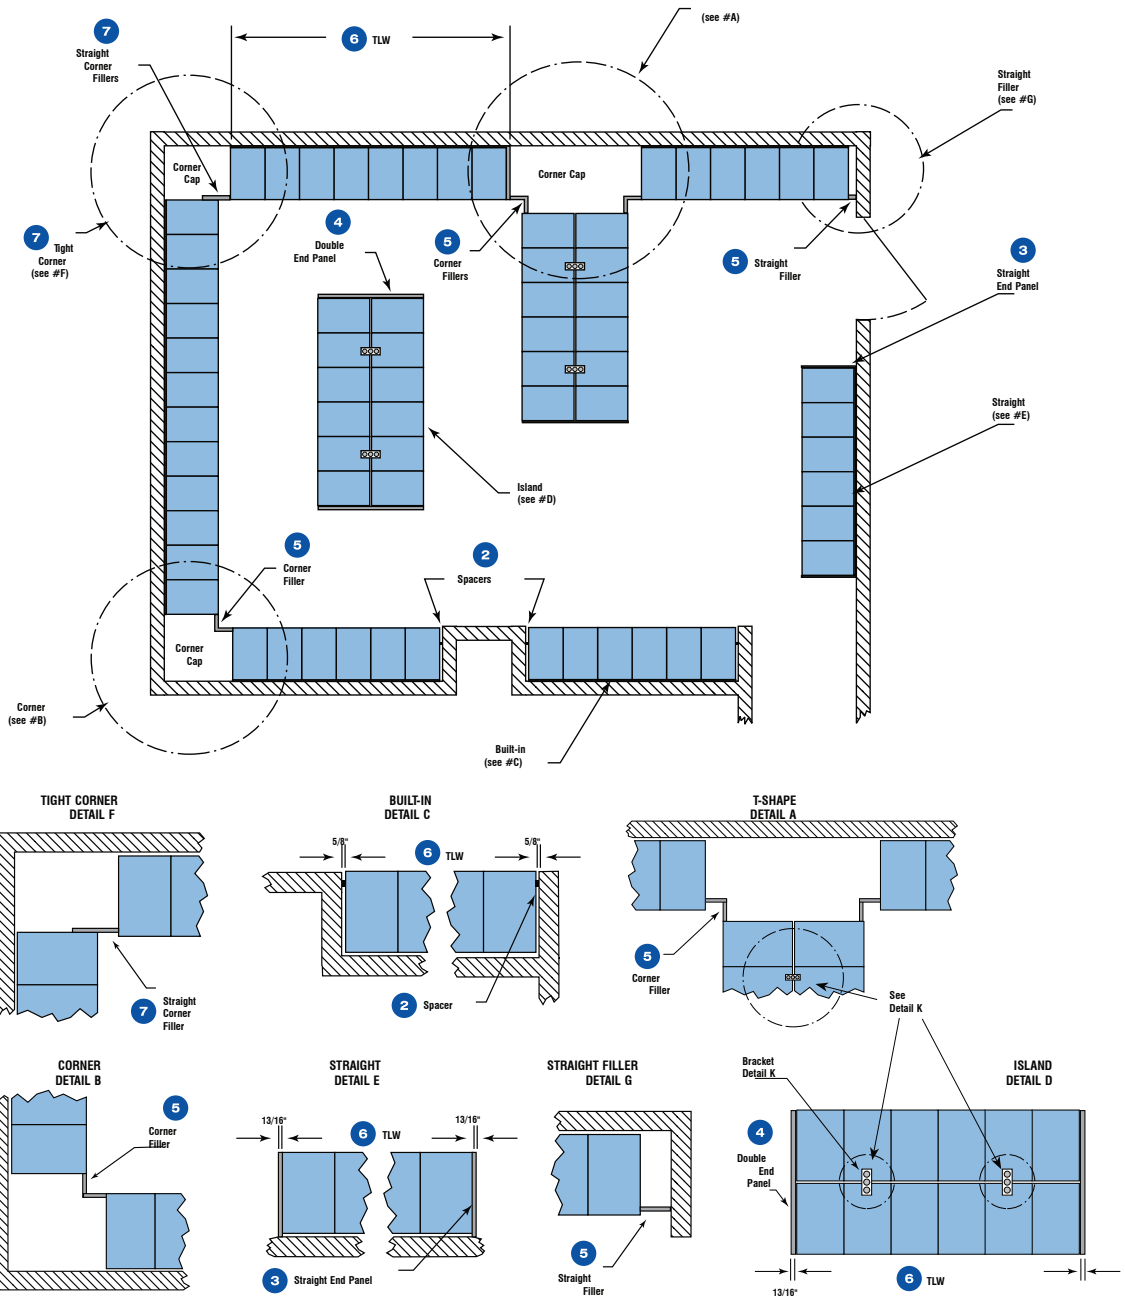 (see #A)
7
Straight
Corner
Fillers
6 TLW
Straight
Filler
(see #G)
Corner
Cap
Corner Cap
4
Double
End Panel
5
Corner
Fillers
5 Straight
Filler
7 Tight
Corner
(see #F)
3
Straight
End Panel
Straight
(see #E)
Island
(see #D)
5
Corner
Filler
2
Spacers
Corner
Cap
Corner
(see #B)
Built-in
(see #C)
TIGHT CORNER
DETAIL F
7 Straight
Corner
Filler
BUILT-IN
DETAIL C
5/8"
6 TLW
5/8"
2 Spacer
T-SHAPE
DETAIL A
5
Corner
Filler
See
Detail K
CORNER
DETAIL B
5
Corner
Filler
STRAIGHT
DETAIL E
13/16"
6 TLW
13/16"
3 Straight End Panel
STRAIGHT FILLER
DETAIL G
5
Straight
Filler
Bracket
Detail K
ISLAND
DETAIL D
4
Double
End
Panel
6 TLW
13/16"